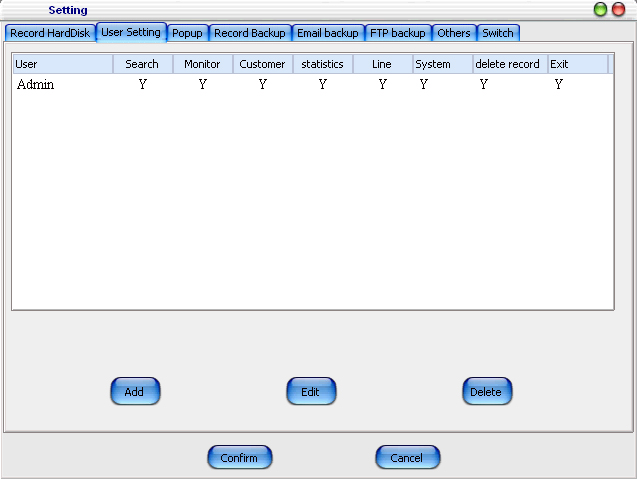 Setting
Record HardDisk User Setting Popup Record Backup Email backup FTP backup Others Switch
User Search Monitor Customer statistics Line System delete record Exit
Admin Y Y Y Y Y Y Y Y
Add Edit Delete
Confirm Cancel